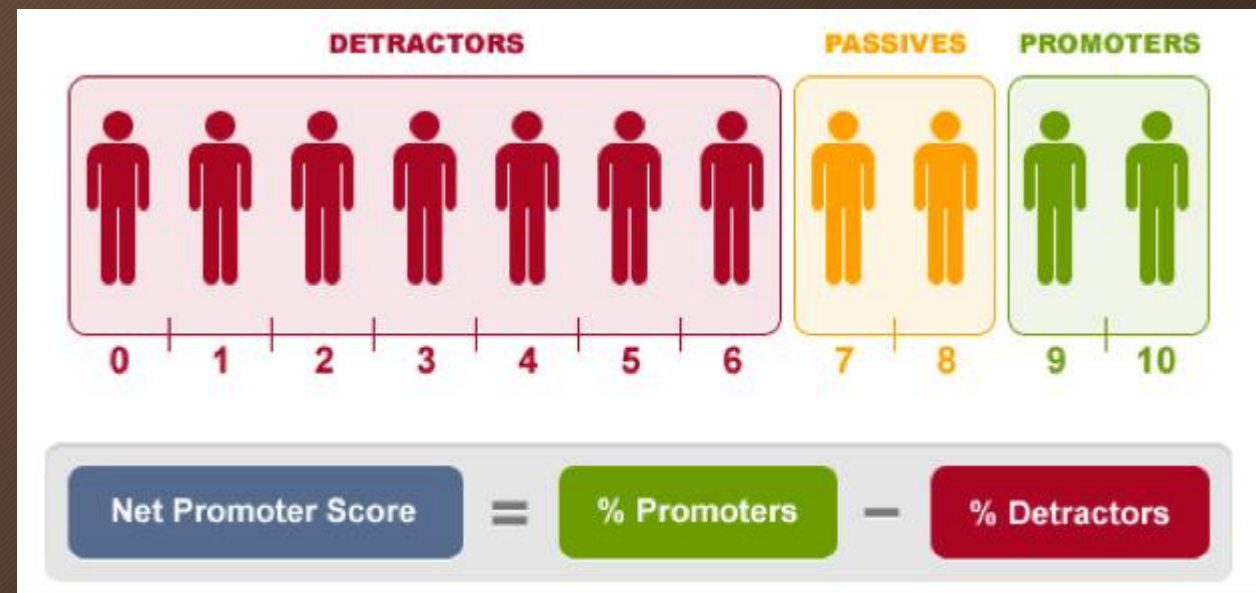 DETRACTORS PASSIVES PROMOTERS
0 1 2 3 4 5 6 7 8 9 10
Net Promoter Score = % Promoters − % Detractors